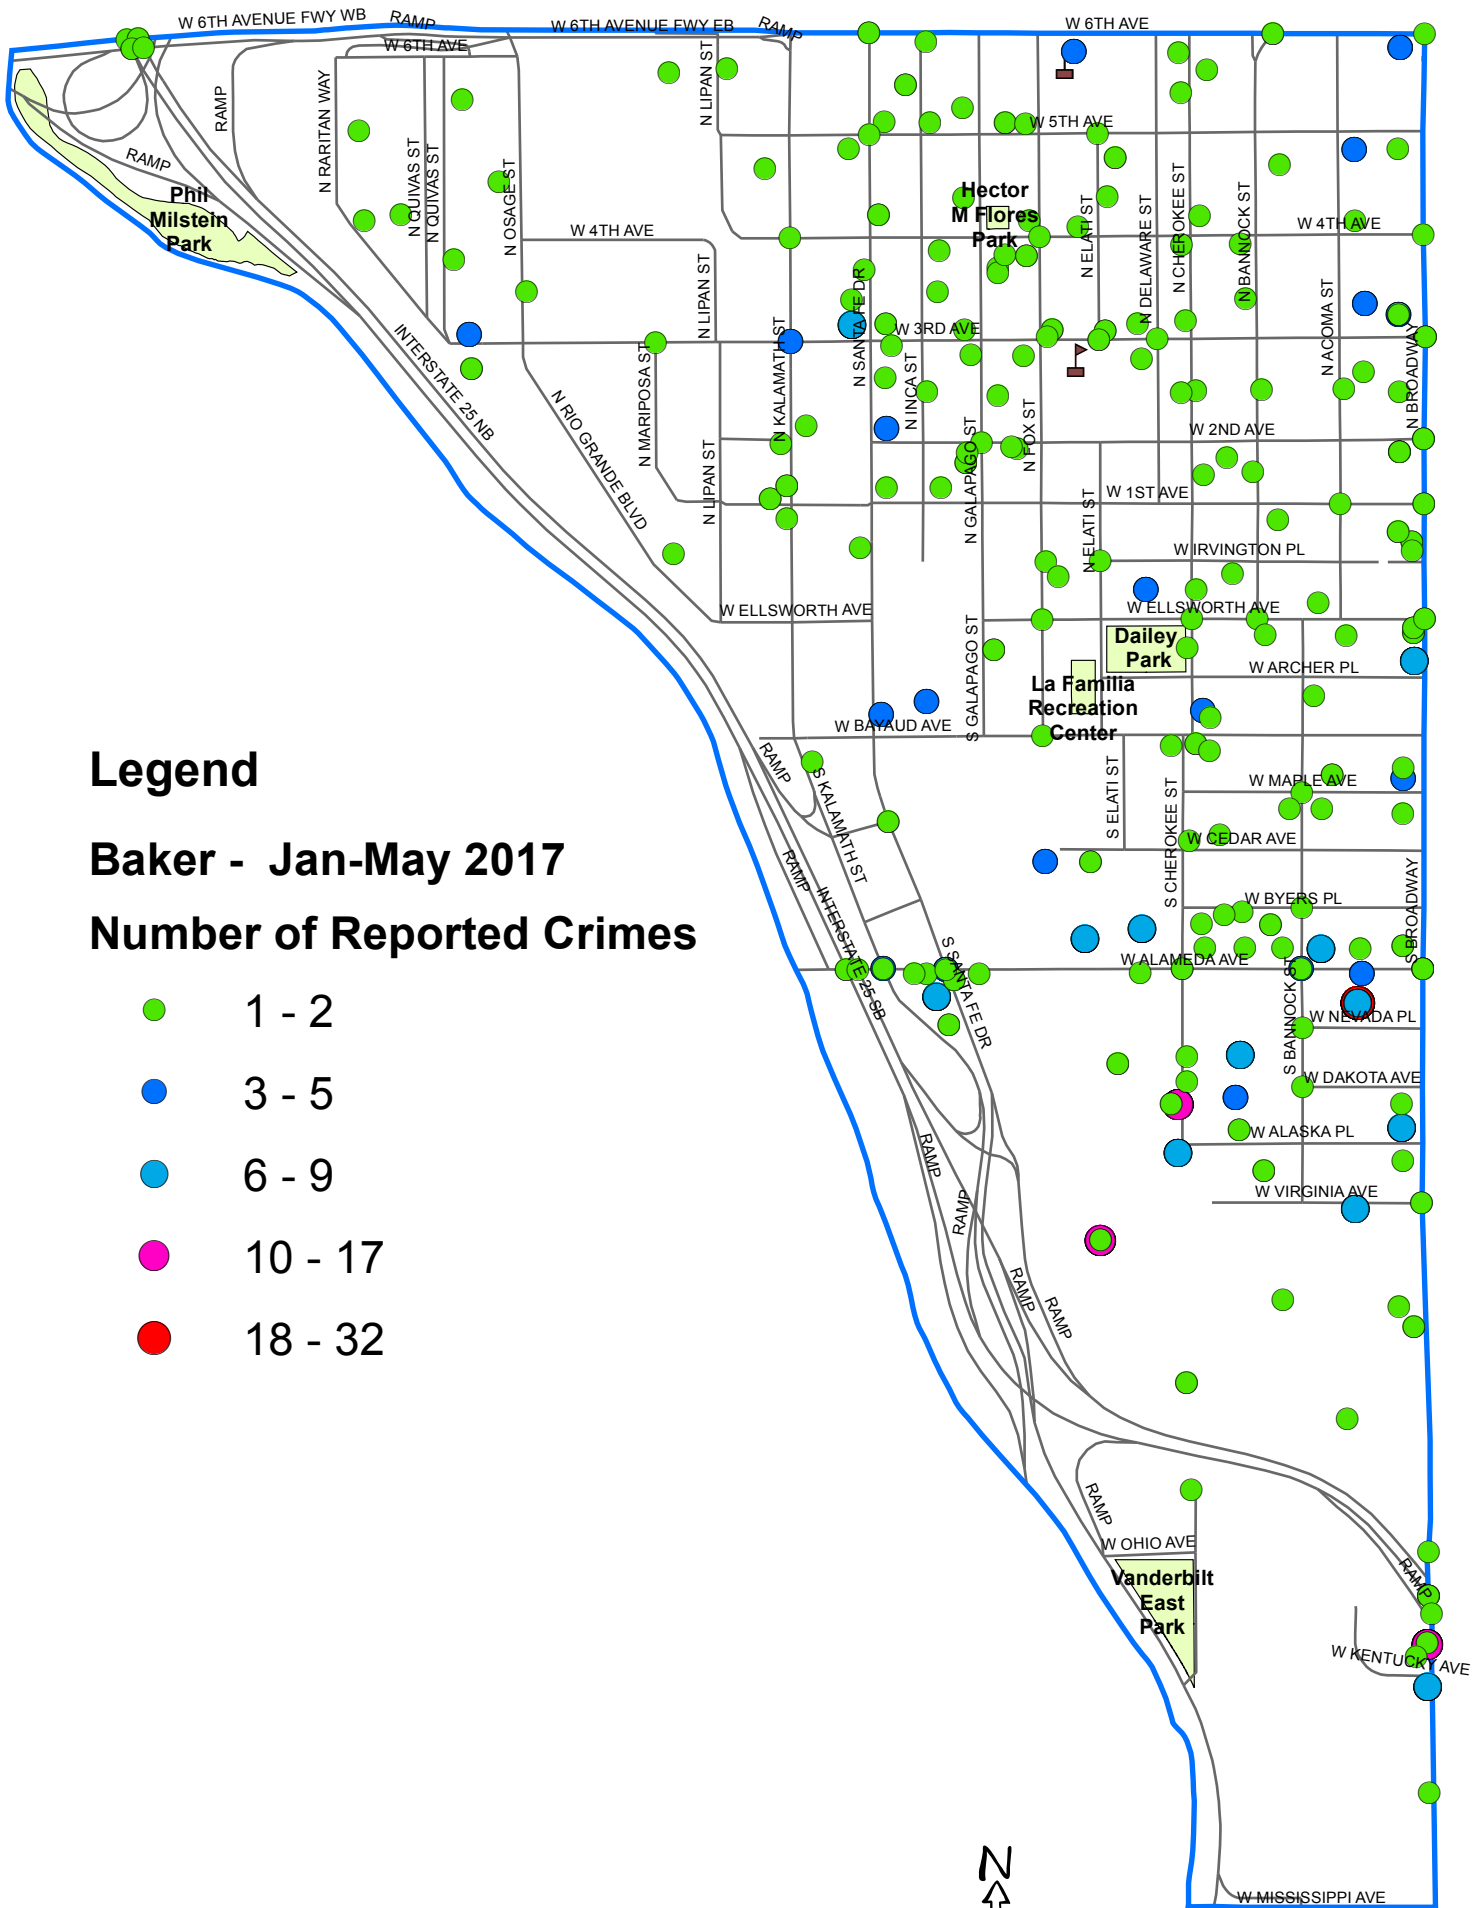 W 6TH AVENUE FWY WB
RAMP
W 6TH AVENUE FWY EB
RAMP
W 6TH AVE
W 6TH AVE
N LIPAN ST
RAMP
N RARITAN WAY
N QUIVAS ST
N QUIVAS ST
N OSAGE ST
W 5TH AVE
RAMP
Phil
Milstein
Park
Hector
M Flores
Park
N ELATI ST
N DELAWARE ST
N CHEROKEE ST
N BANNOCK ST
W 4TH AVE
W 4TH AVE
N LIPAN ST
N SANTA FE DR
N ACOMA ST
W 3RD AVE
N KALAMATH ST
N INCA ST
N BROADWAY
INTERSTATE 25 NB
N MARIPOSA ST
N RIO GRANDE BLVD
N LIPAN ST
N GALAPAGO ST
N FOX ST
W 2ND AVE
W 1ST AVE
N ELATI ST
W IRVINGTON PL
W ELLSWORTH AVE
W ELLSWORTH AVE
Dailey
Park
S GALAPAGO ST
W ARCHER PL
La Familia
Recreation
Center
W BAYAUD AVE
RAMP
S KALAMATH ST
S ELATI ST
S CHEROKEE ST
W MAPLE AVE
W CEDAR AVE
Legend
Baker - Jan-May 2017
Number of Reported Crimes
1 - 2
3 - 5
6 - 9
10 - 17
18 - 32
RAMP
INTERSTATE 25 SB
W BYERS PL
S BROADWAY
S SANTA FE DR
W ALAMEDA AVE
S BANNOCK ST
W NEVADA PL
W DAKOTA AVE
W ALASKA PL
RAMP
RAMP
W VIRGINIA AVE
RAMP
RAMP
RAMP
W OHIO AVE
Vanderbilt
East
Park
RAMP
W KENTUCKY AVE
N
W MISSISSIPPI AVE